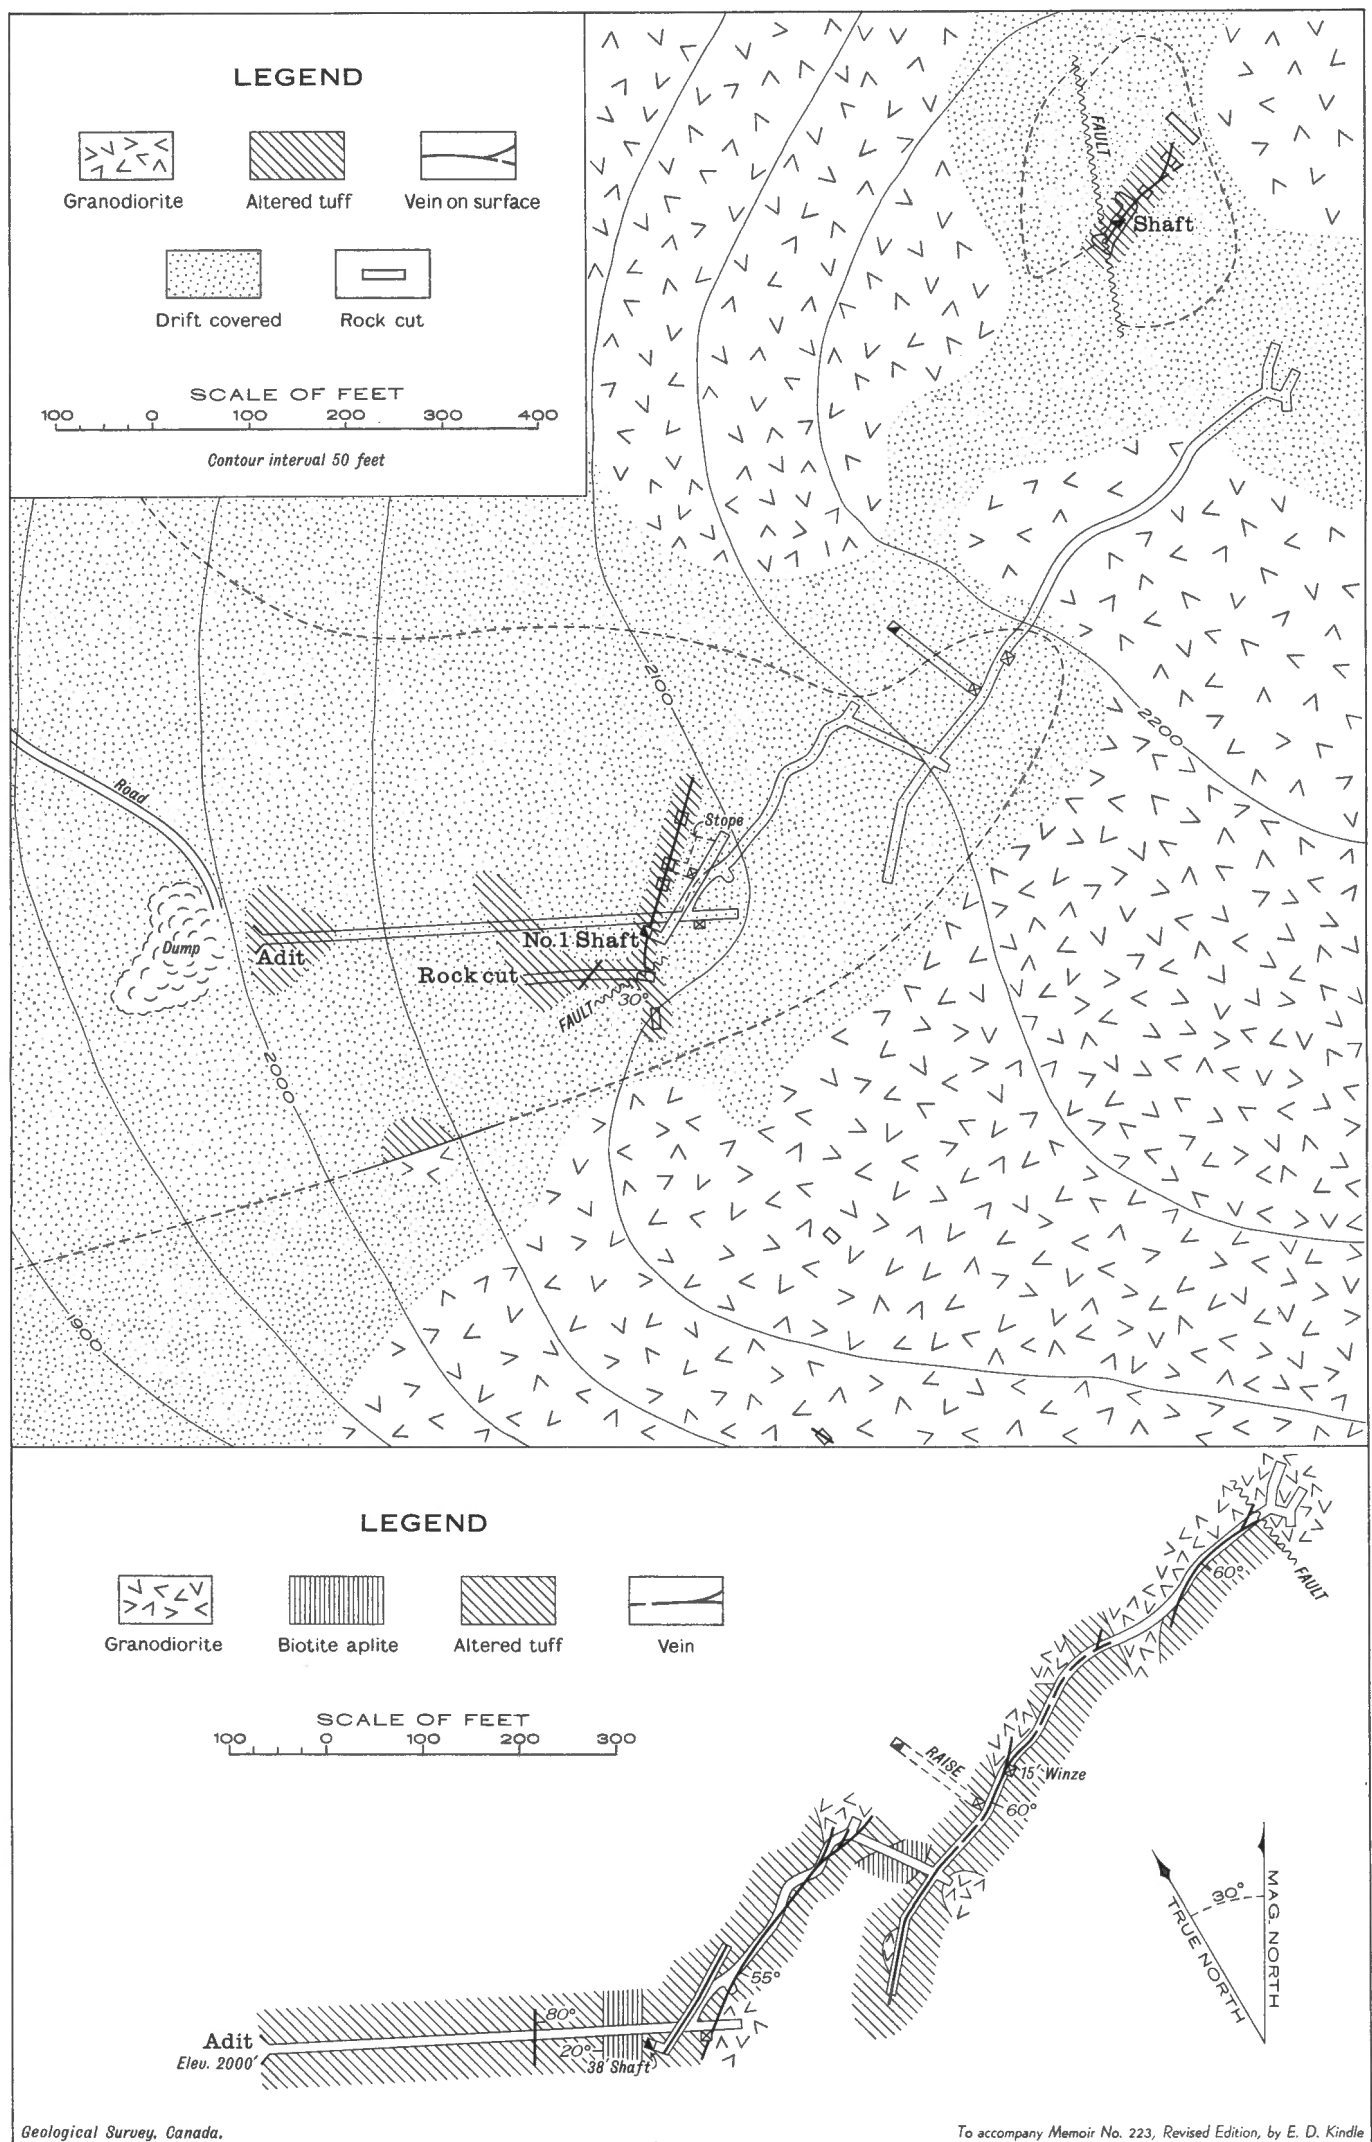 LEGEND
Granodiorite
Altered tuff
Vein on surface
Drift covered
Rock cut
SCALE OF FEET
100 0 100 200 300 400
Contour interval 50 feet
FAULT
Shaft
2100
2200
Road
Stope
Dump
Adit
No.1 Shaft
Rock cut
FAULT
30°
2000
1900
LEGEND
Granodiorite
Biotite aplite
Altered tuff
Vein
SCALE OF FEET
100 0 100 200 300
60°
FAULT
RAISE
15' Winze
60°
55°
80°
20°
38' Shaft
Adit
Elev. 2000'
30°
TRUE NORTH
MAG. NORTH
Geological Survey, Canada.
To accompany Memoir No. 223, Revised Edition, by E. D. Kindle